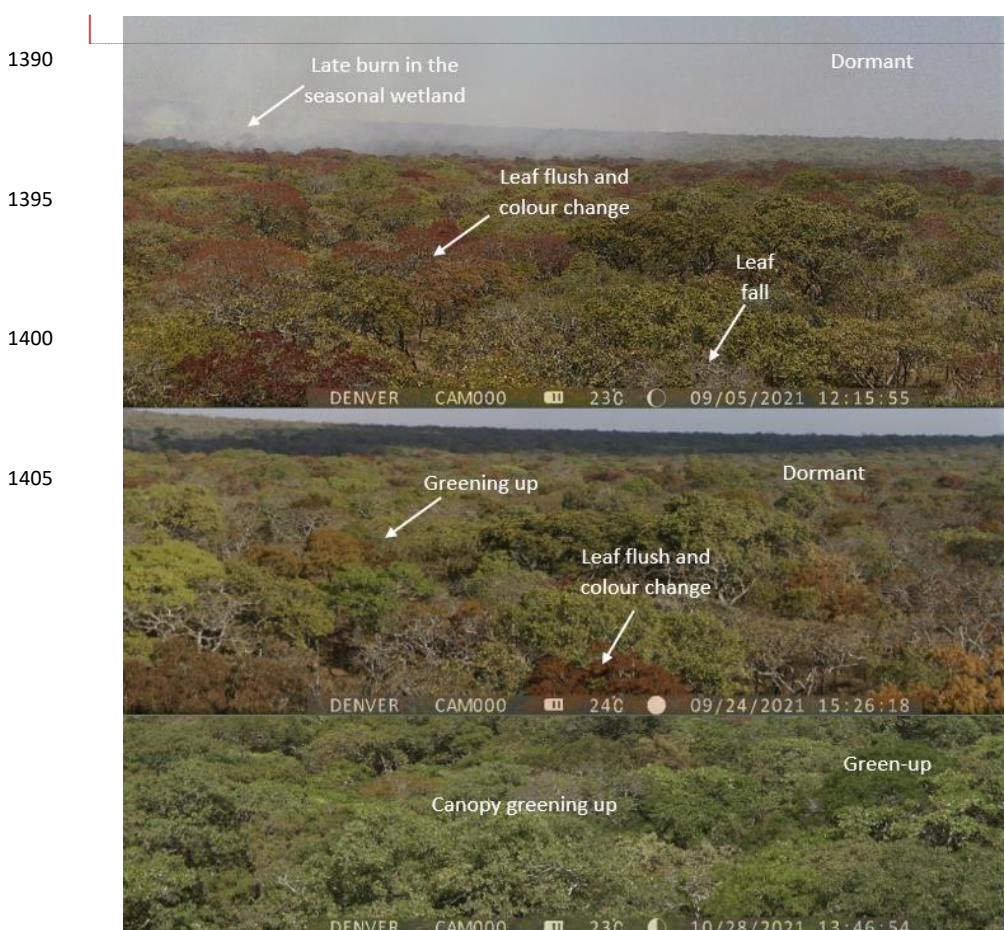 1390
Dormant
Late burn in the
seasonal wetland
1395
Leaf flush and
colour change
Leaf
fall
1400
DENVER CAM000 23C 09/05/2021 12:15:55
1405
Dormant
Greening up
Leaf flush and
colour change
DENVER CAM000 24C 09/24/2021 15:26:18
Green-up
Canopy greening up
DENVER CAM000 23C 10/28/2021 13:46:54